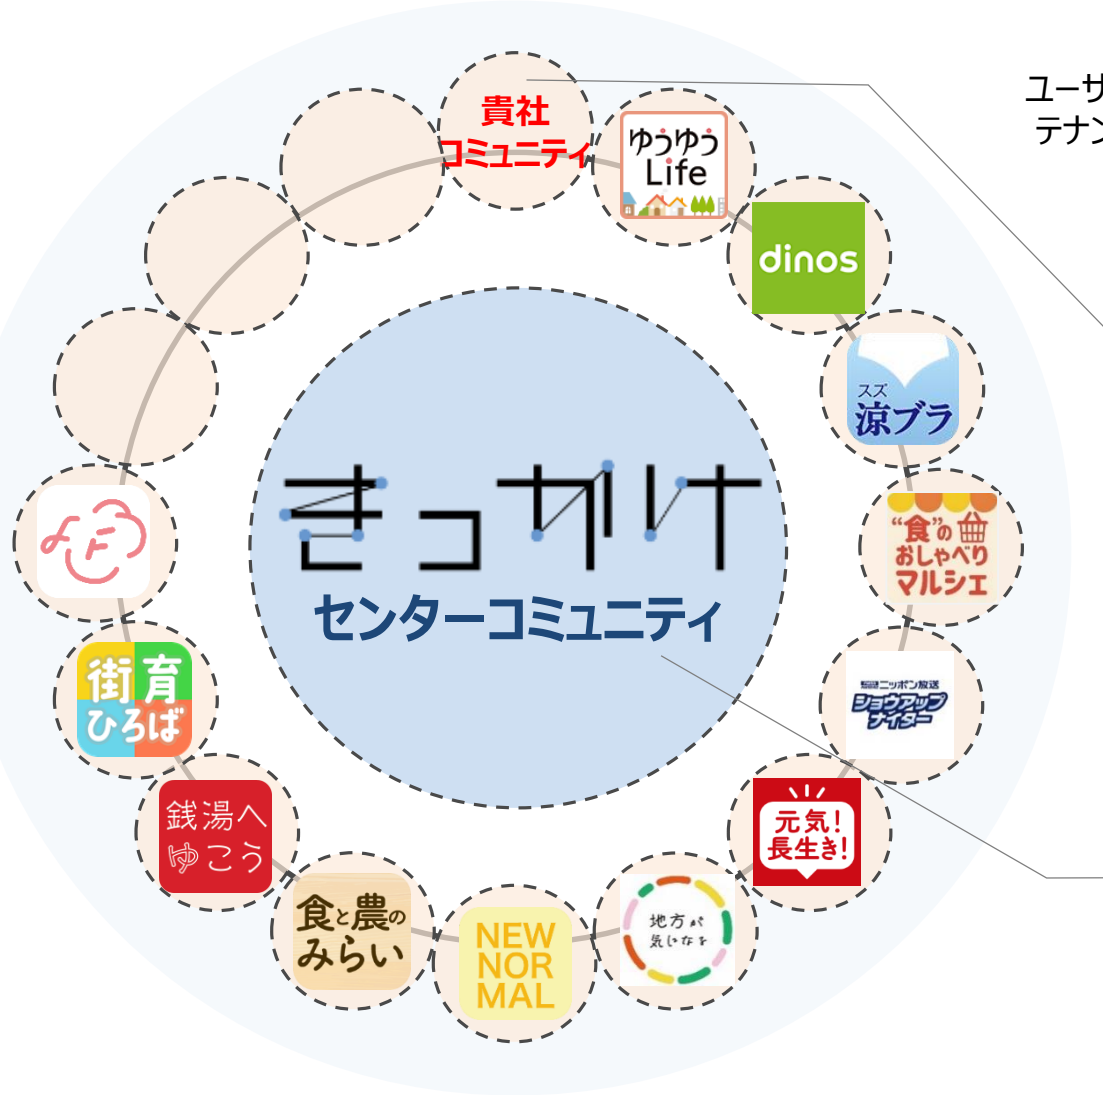 ユーサ
テナン
貴社
コミュニティ
ゆうゆう
Life
dinos
スズ
涼ブラ
“食”の
おしゃべり
マルシェ
ニッポン放送
ショウアップ
ナイター
元気!
長生き!
地方が
気になる
NEW
NOR
MAL
食と農の
みらい
銭湯へ
ゆこう
街育
ひろば
F
きっかけ
センターコミュニティ